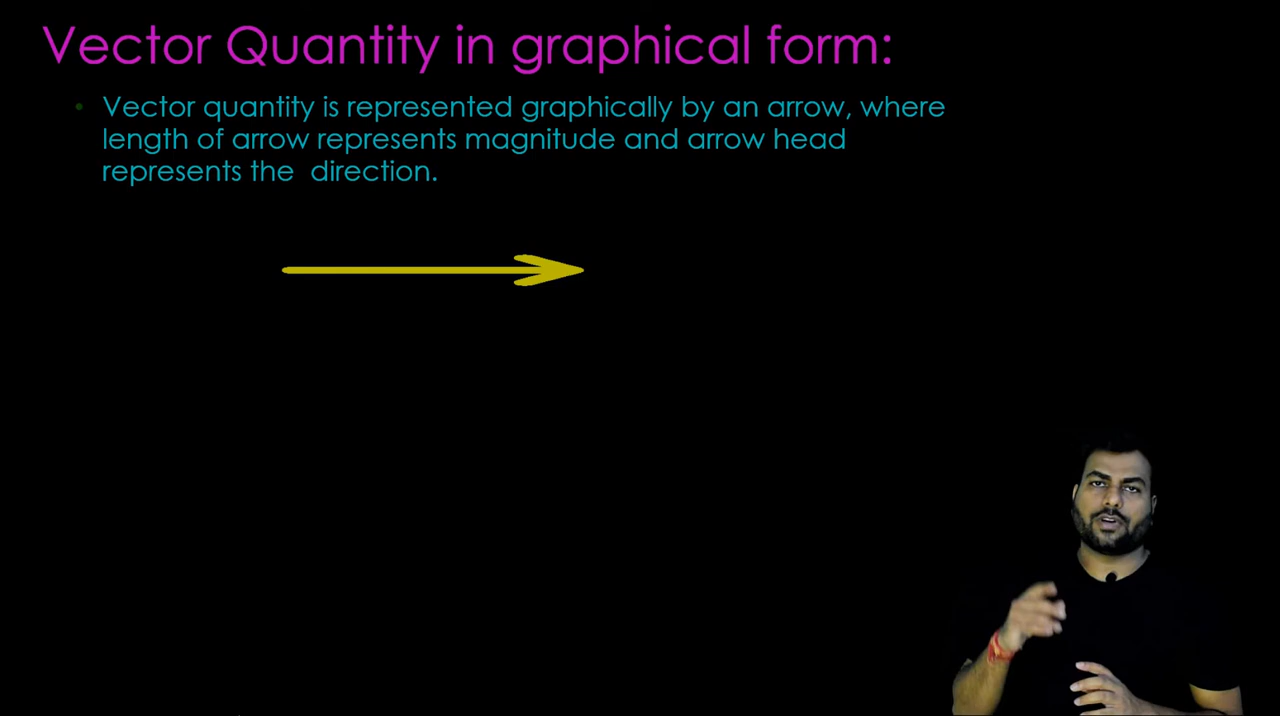 Vector Quantity in graphical form:
• Vector quantity is represented graphically by an arrow, where
length of arrow represents magnitude and arrow head
represents the  direction.